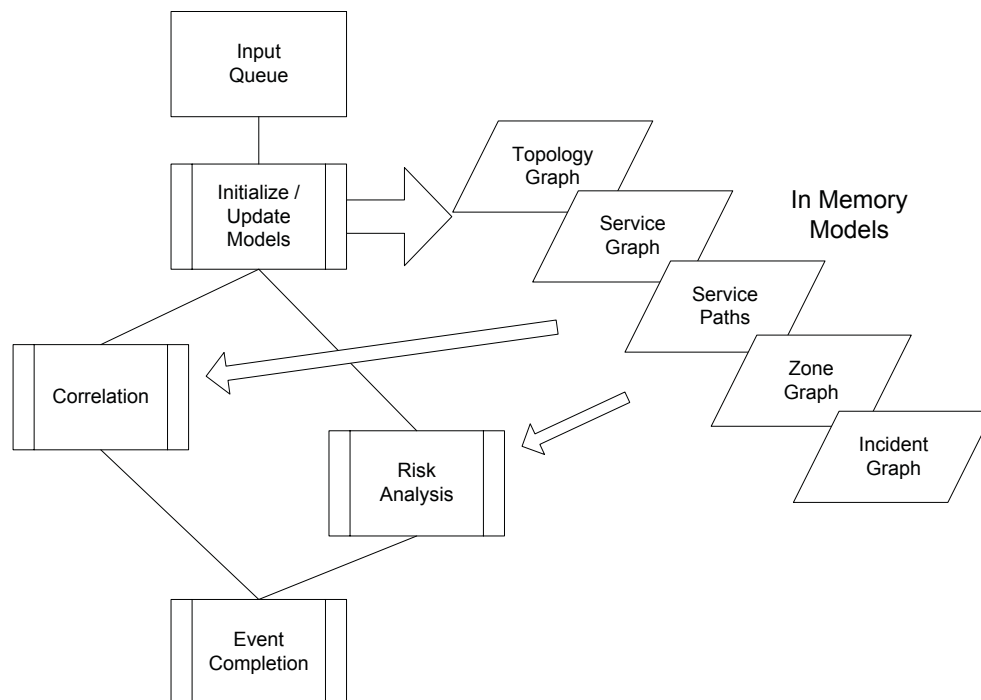 Input
Queue
Topology
Graph
Initialize /
Update
Models
In Memory
Models
Service
Graph
Service
Paths
Correlation
Zone
Graph
Incident
Graph
Risk
Analysis
Event
Completion